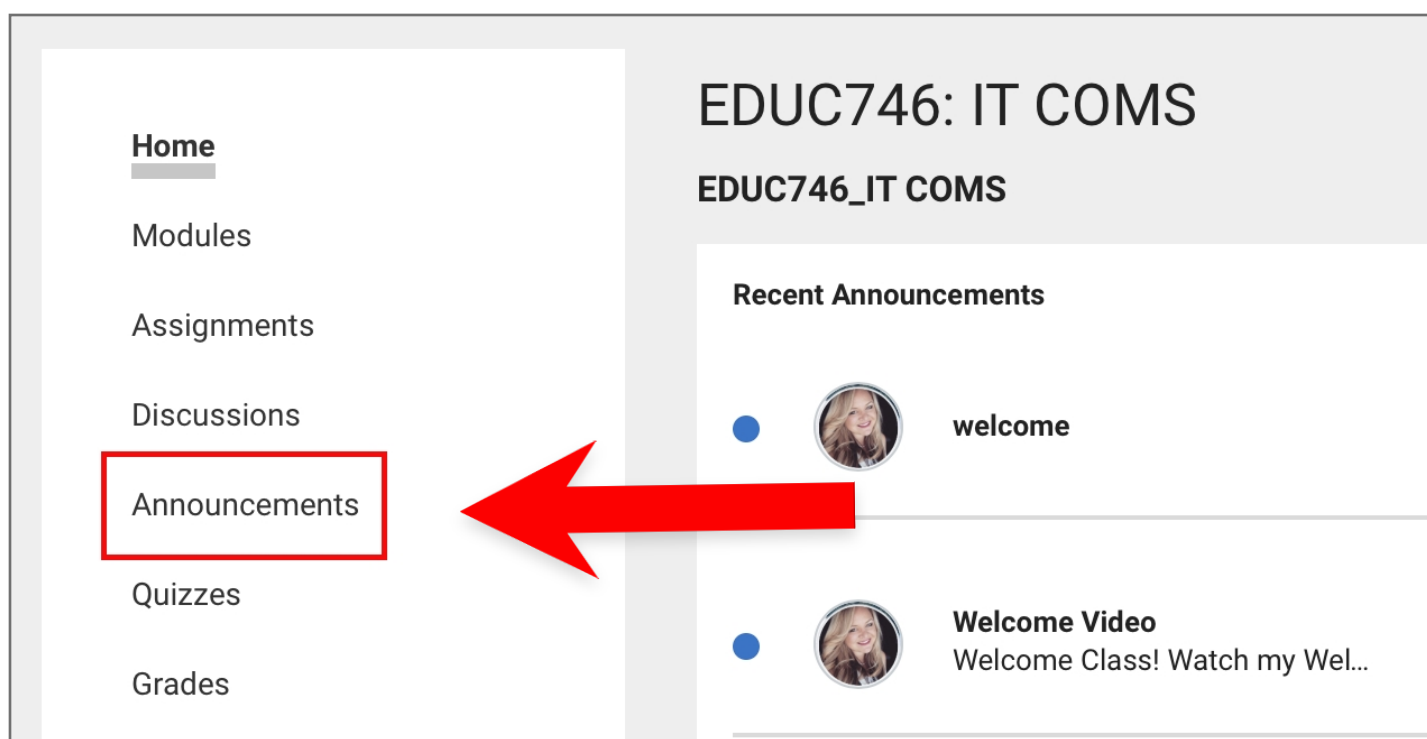 Home
Modules
Assignments
Discussions
Announcements
Quizzes
Grades
EDUC746: IT COMS
EDUC746_IT COMS
Recent Announcements
welcome
Welcome Video
Welcome Class! Watch my Wel...